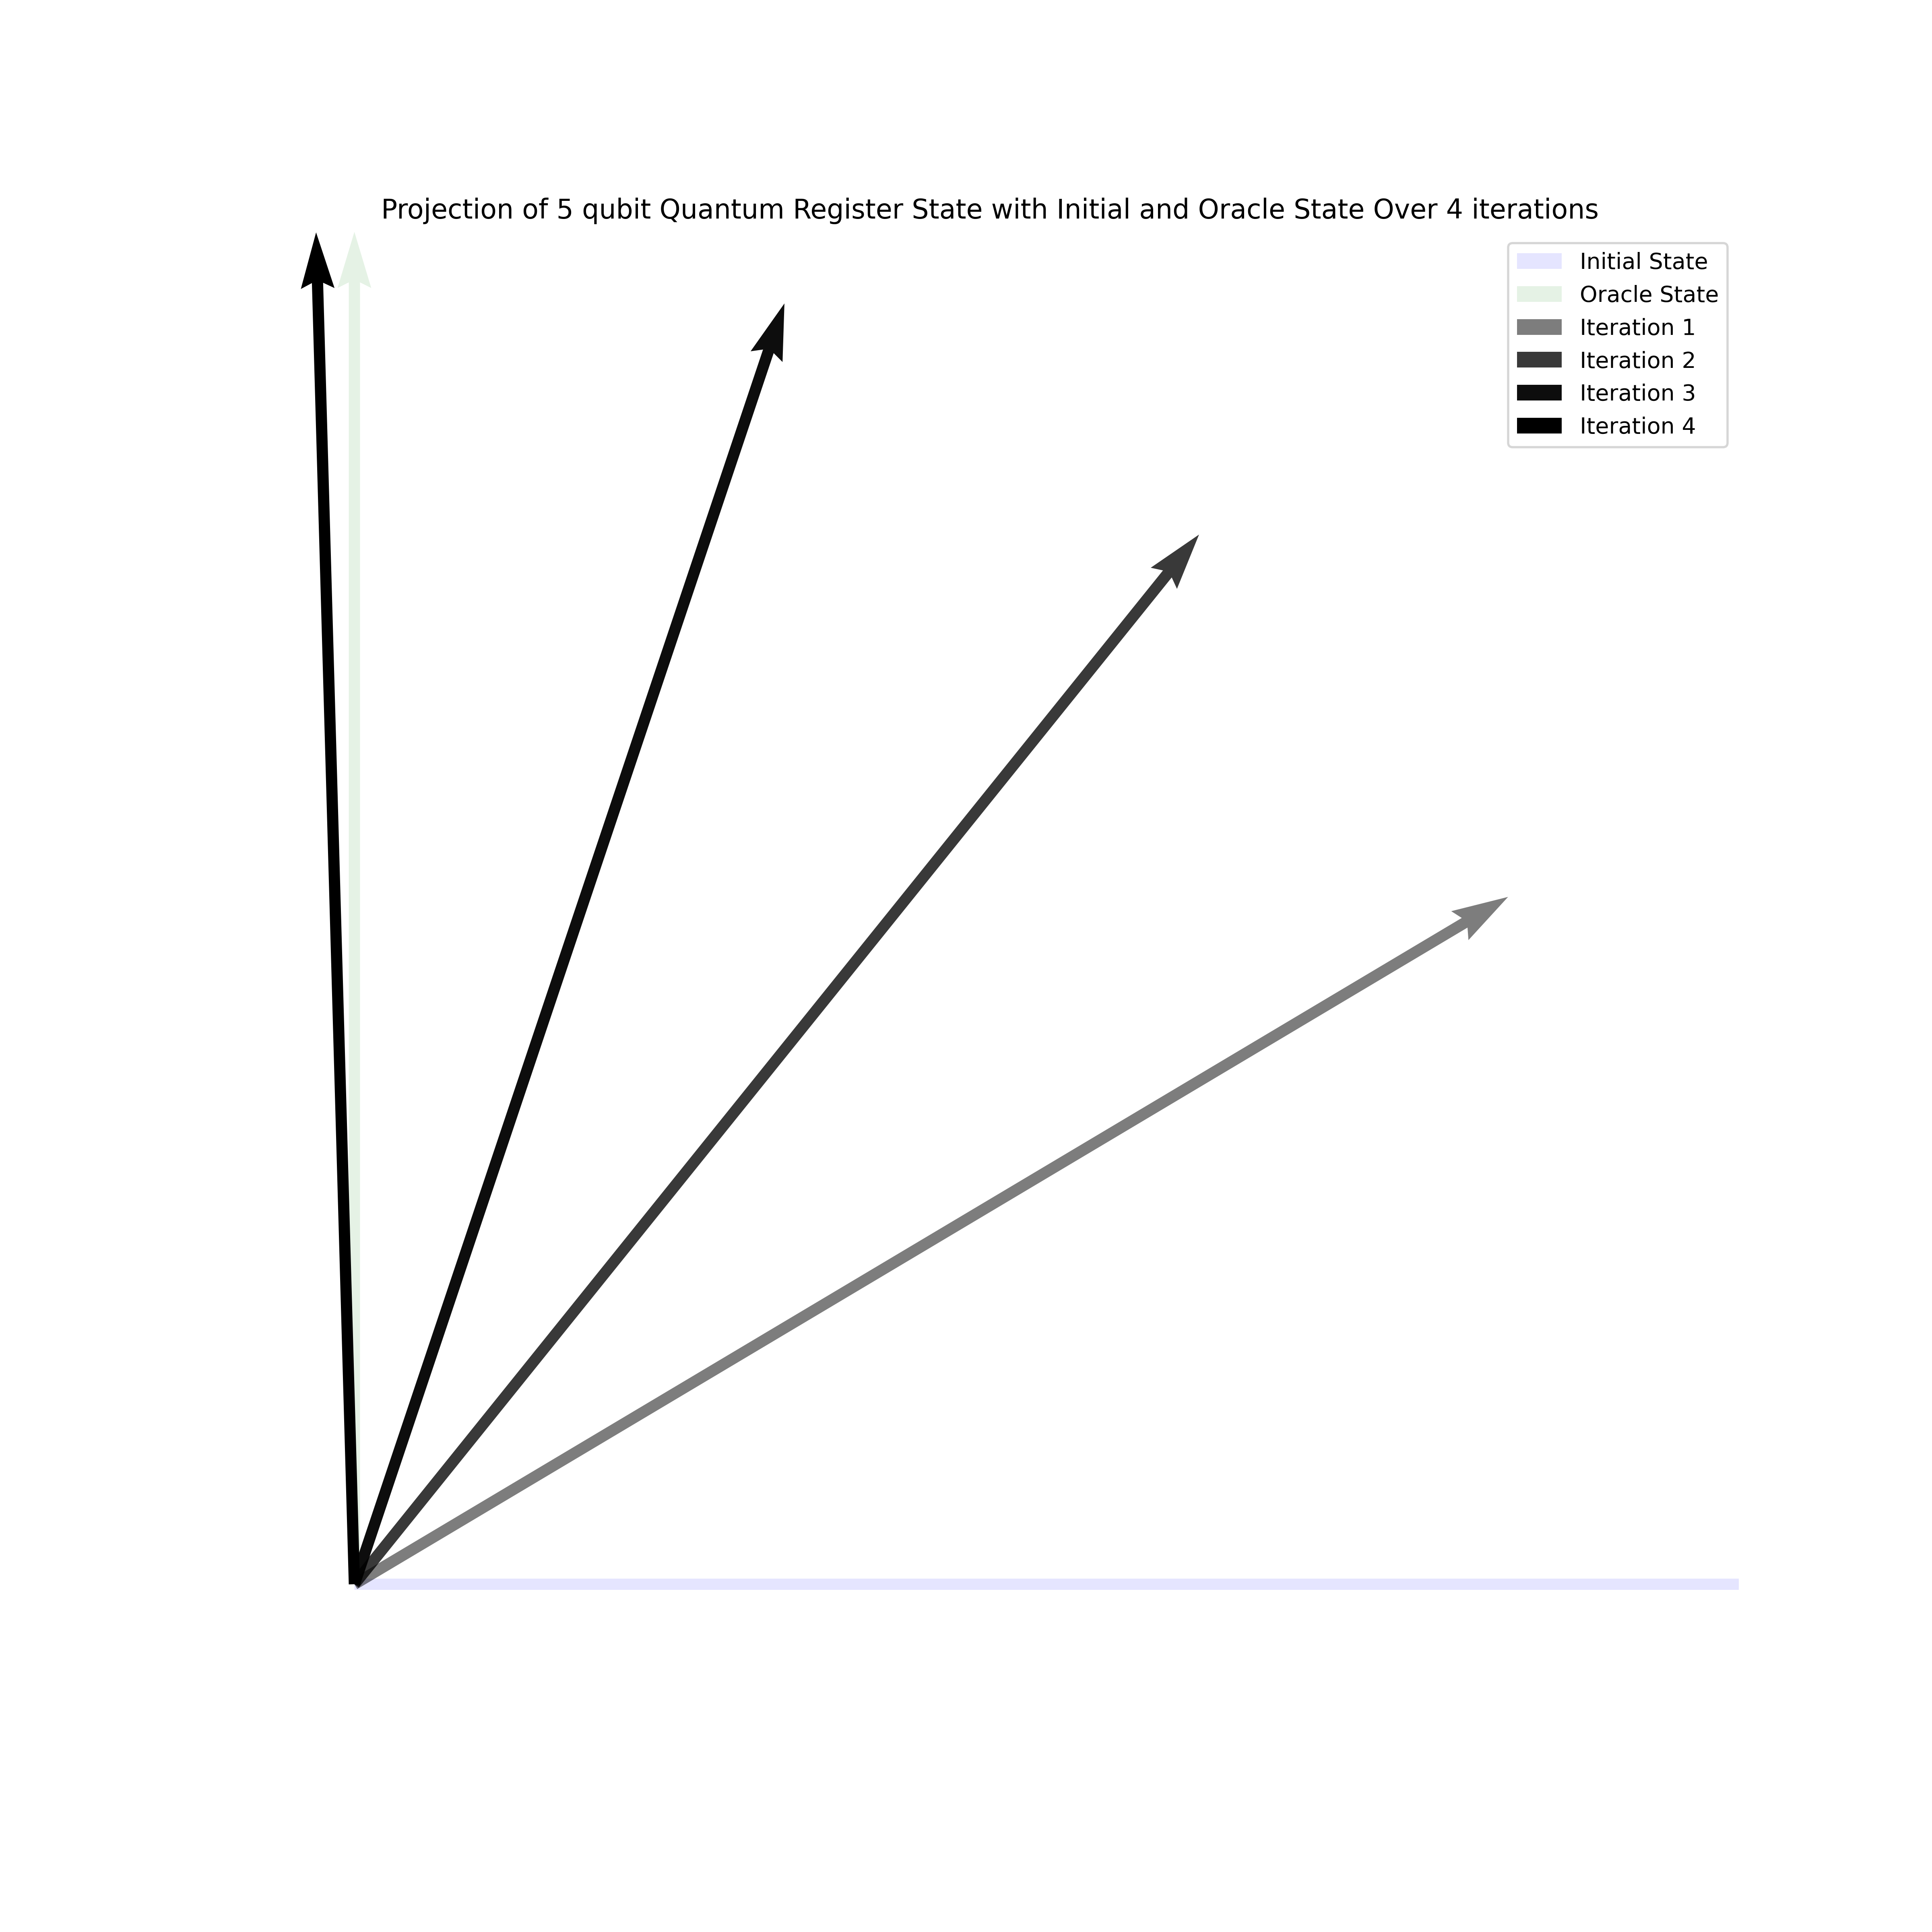 Projection of 5 qubit Quantum Register State with Initial and Oracle State Over 4 iterations
Initial State
Oracle State
Iteration 1
Iteration 2
Iteration 3
Iteration 4